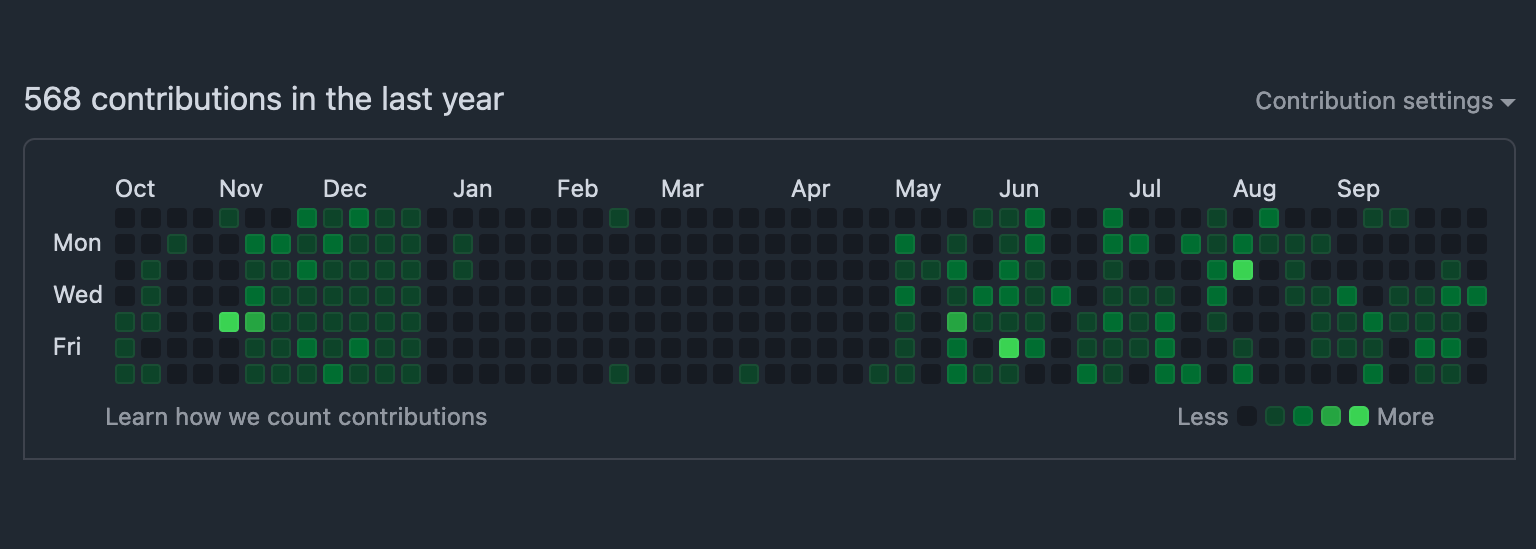 568 contributions in the last year
Contribution settings
Oct Nov Dec Jan Feb Mar Apr May Jun Jul Aug Sep
Mon
Wed
Fri
Learn how we count contributions
Less More